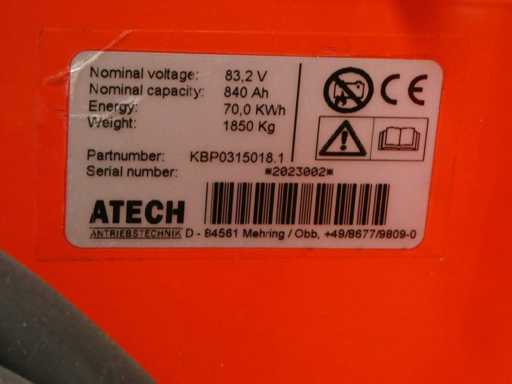 Nominal voltage: 83,2 V
Nominal capacity: 840 Ah
Energy: 70,0 KWh
Weight: 1850 Kg
CE
Partnumber: KBP0315018.1
Serial number: *2023002*
ATECH
ANTRIEBSTECHNIK D - 84561 Mehring / Obb, +49/8677/9809-0